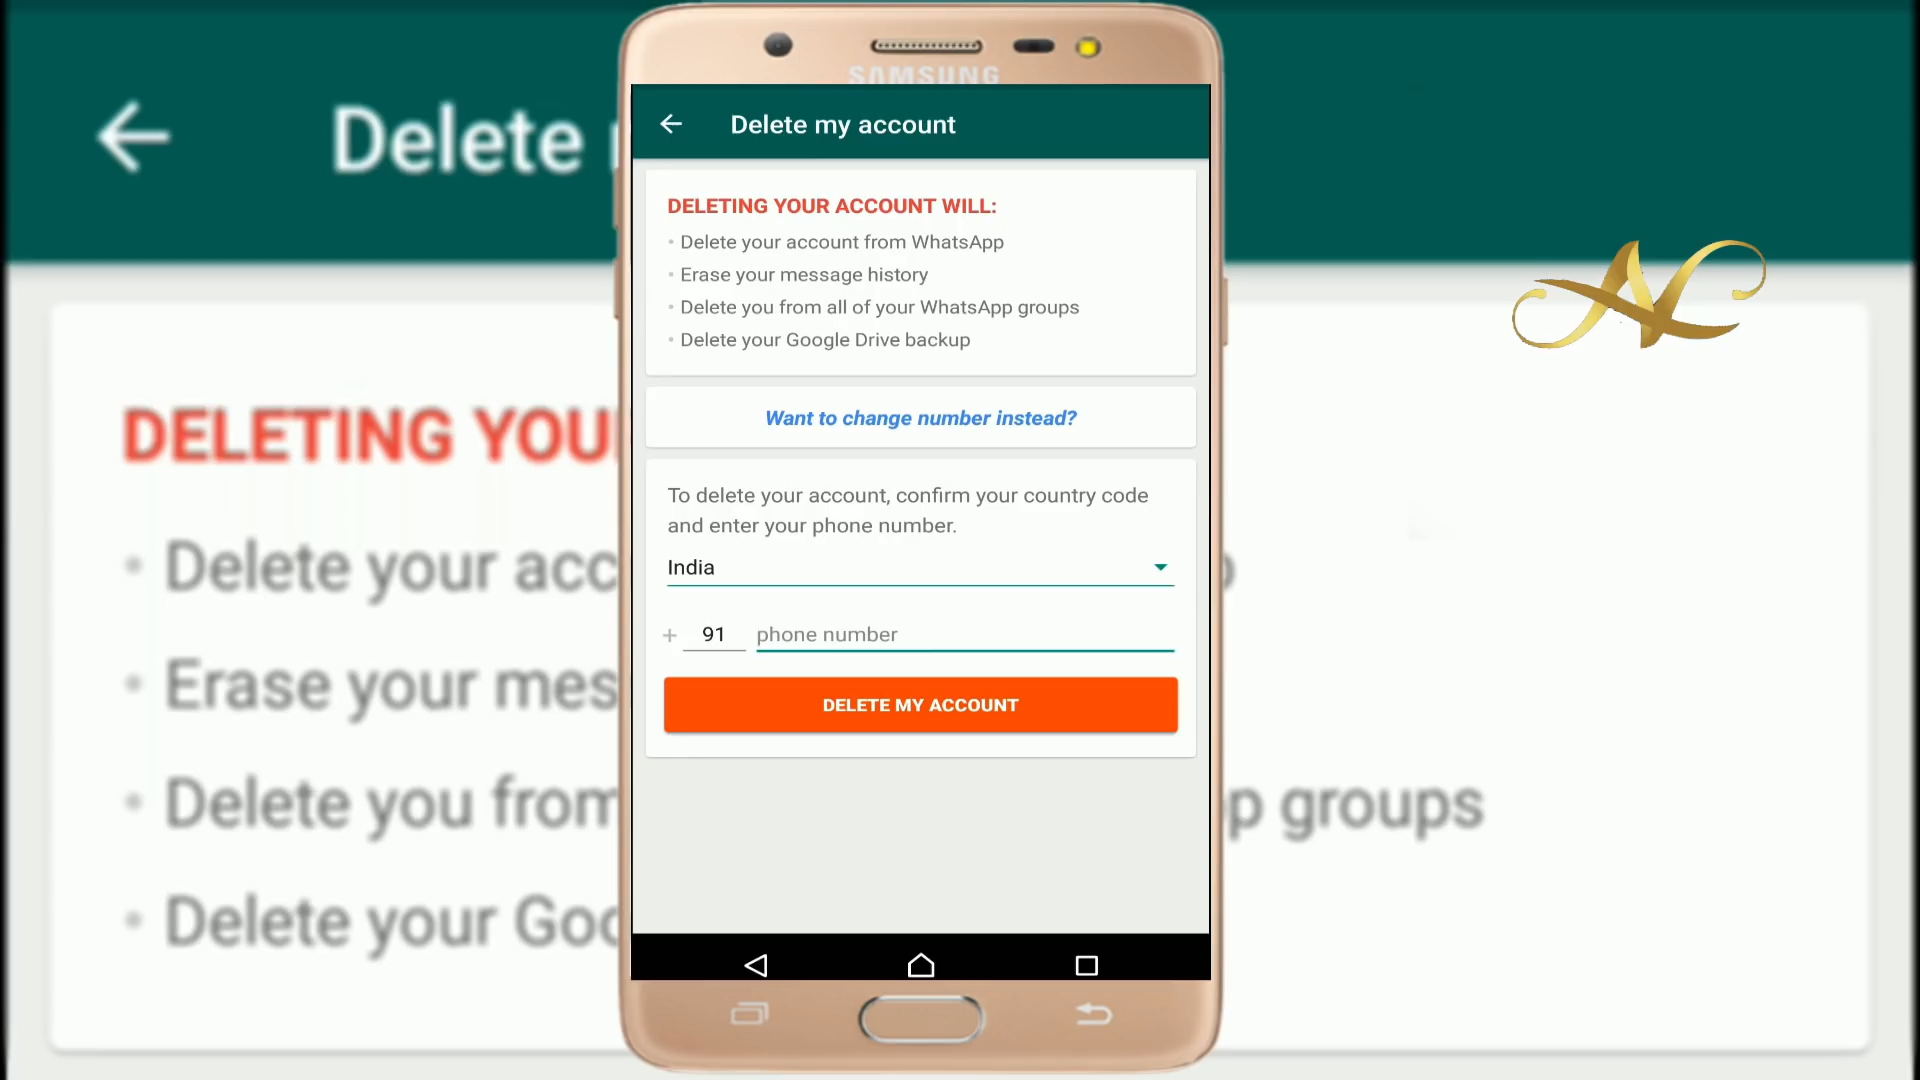 SAMSUNG
Delete my account
DELETING YOUR ACCOUNT WILL:
• Delete your account from WhatsApp
• Erase your message history
• Delete you from all of your WhatsApp groups
• Delete your Google Drive backup
Want to change number instead?
To delete your account, confirm your country code
and enter your phone number.
India
+ 91 phone number
DELETE MY ACCOUNT
Delete
DELETING YOU
• Delete your acc
• Erase your mes
• Delete you from
p groups
• Delete your Goo
AC